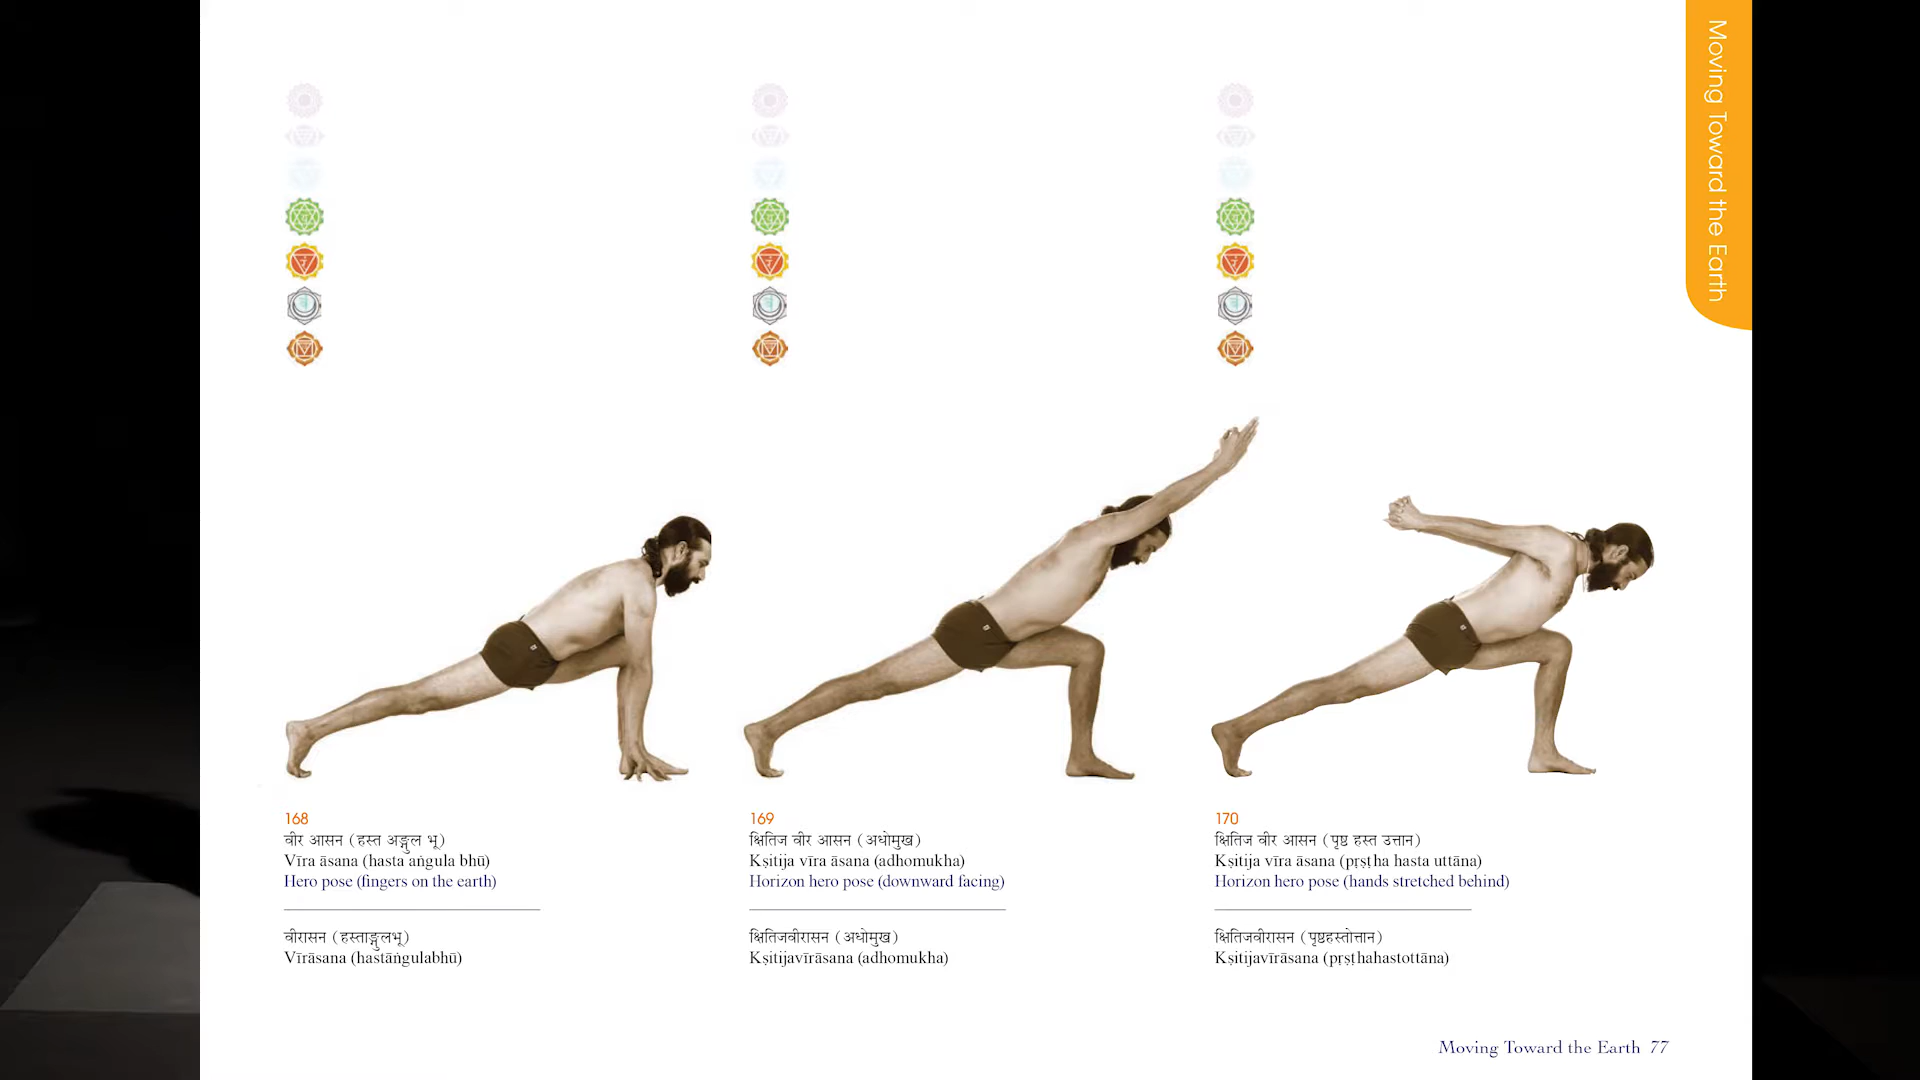 Moving Toward the Earth
168
वीर आसन (हस्त अङ्गुल भू)
Vīra āsana (hasta aṅgula bhū)
Hero pose (fingers on the earth)
वीरासन (हस्ताङ्गुलभू)
Vīrāsana (hastāṅgulabhū)
169
क्षितिज वीर आसन (अधोमुख)
Kṣitija vīra āsana (adhomukha)
Horizon hero pose (downward facing)
क्षितिजवीरासन (अधोमुख)
Kṣitijavīrāsana (adhomukha)
170
क्षितिज वीर आसन (पृष्ठ हस्त उत्तान)
Kṣitija vīra āsana (pṛṣṭha hasta uttāna)
Horizon hero pose (hands stretched behind)
क्षितिजवीरासन (पृष्ठहस्तोत्तान)
Kṣitijavīrāsana (pṛṣṭhahastottāna)
Moving Toward the Earth 77